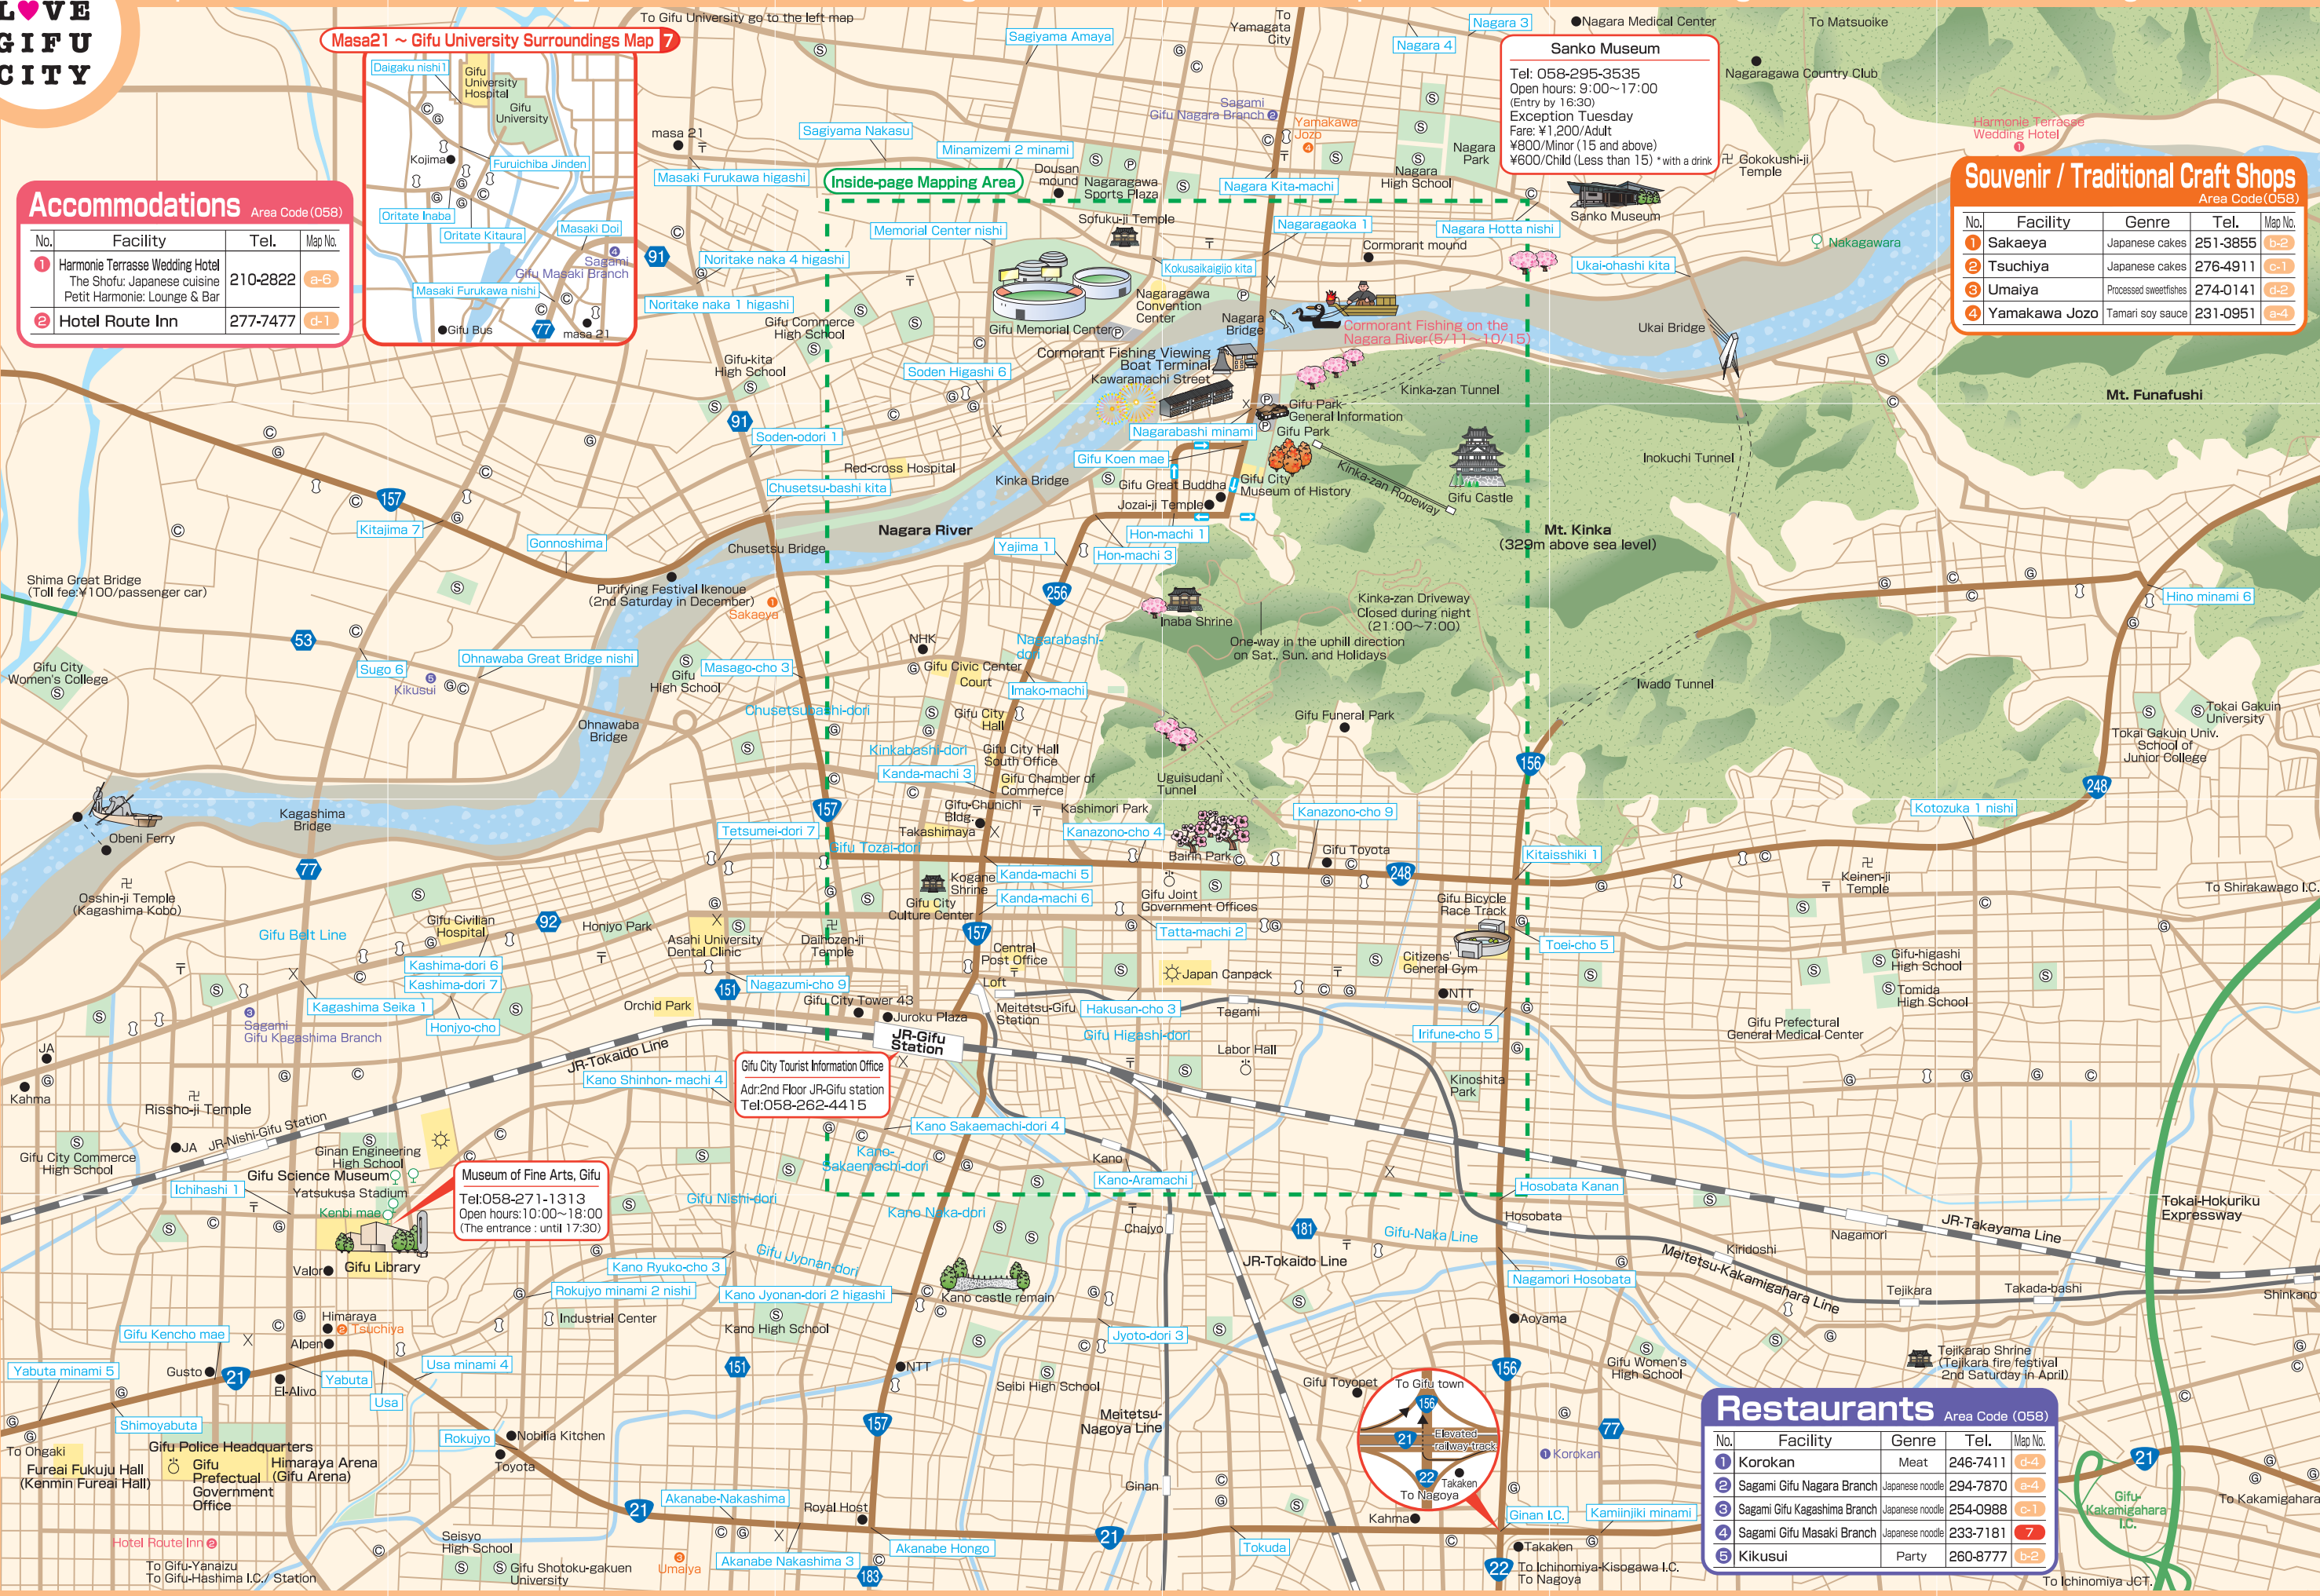 LOVE
GIFU
CITY
To Gifu University go to the left map
Masa21 ~ Gifu University Surroundings Map 7
Daigaku nishi1
Gifu
University
Hospital
Gifu
University
Kojima
Furuichiba Jinden
Oritate Inaba
Oritate Kitaura
Masaki Doi
Sagami
Gifu Masaki Branch
Masaki Furukawa nishi
Gifu Bus
77
masa 21
Accommodations Area Code(058)
No. Facility Tel. Map No.
1 Harmonie Terrasse Wedding Hotel
The Shofu: Japanese cuisine
Petit Harmonie: Lounge & Bar
210-2822 a-6
2 Hotel Route Inn 277-7477 d-1
Souvenir / Traditional Craft Shops
Area Code(058)
No. Facility Genre Tel. Map No.
1 Sakaeya Japanese cakes 251-3855 b-2
2 Tsuchiya Japanese cakes 276-4911 c-1
3 Umaiya Processed sweetfishes 274-0141 d-2
4 Yamakawa Jozo Tamari soy sauce 231-0951 a-4
Sanko Museum
Tel: 058-295-3535
Open hours: 9:00~17:00
(Entry by 16:30)
Exception Tuesday
Fare: ¥1,200/Adult
¥800/Minor (15 and above)
¥600/Child (Less than 15) *with a drink
To
Yamagata
City
Sagiyama Amaya
Nagara 3
Nagara 4
Nagara Medical Center
To Matsuoike
Nagaragawa Country Club
Harmonie Terrasse
Wedding Hotel
Gokokushi-ji
Temple
Sanko Museum
Nakagawara
masa 21
Masaki Furukawa higashi
Sagiyama Nakasu
Minamizemi 2 minami
Inside-page Mapping Area
Dousan
mound
Nagaragawa
Sports Plaza
Sagami
Gifu Nagara Branch
Yamakawa
Jozo
Nagara
Park
Nagara
High School
Nagara Kita-machi
Sofuku-ji Temple
Memorial Center nishi
Nagaragaoka 1
Nagara Hotta nishi
Cormorant mound
Kokusaikaigijo kita
Ukai-ohashi kita
91
Noritake naka 4 higashi
Noritake naka 1 higashi
Gifu Commerce
High School
Gifu Memorial Center
Nagaragawa
Convention
Center
Nagara
Bridge
Cormorant Fishing on the
Nagara River(5/11~10/15)
Ukai Bridge
Gifu-kita
High School
Soden Higashi 6
Cormorant Fishing Viewing
Boat Terminal
Kawaramachi Street
Kinka-zan Tunnel
Gifu Park
General Information
Gifu Park
Mt. Funafushi
91
Soden-odori 1
Nagarabashi minami
Gifu Koen mae
Red-cross Hospital
Kinka Bridge
Gifu Great Buddha
Gifu City
Museum of History
Jozai-ji Temple
Kinka-zan Ropeway
Gifu Castle
Inokuchi Tunnel
Chusetsu-bashi kita
157
Kitajima 7
Gonnoshima
Nagara River
Chusetsu Bridge
Yajima 1
Hon-machi 1
Hon-machi 3
Mt. Kinka
(329m above sea level)
Shima Great Bridge
(Toll fee:¥100/passenger car)
Purifying Festival Ikenoue
(2nd Saturday in December)
Sakaeya
256
Inaba Shrine
Kinka-zan Driveway
Closed during night
(21:00~7:00)
One-way in the uphill direction
on Sat., Sun. and Holidays
Hino minami 6
53
Sugo 6
Ohnawaba Great Bridge nishi
Kikusui
Gifu City
Women's College
Gifu
High School
Masago-cho 3
NHK
Gifu Civic Center
Court
Nagarabashi-
dori
Imako-machi
Iwado Tunnel
Chusetsubashi-dori
Gifu City
Hall
Gifu Funeral Park
Ohnawaba
Bridge
Kinkabashi-dori
Gifu City Hall
South Office
Kanda-machi 3
Gifu Chamber of
Commerce
Uguisudani
Tunnel
156
Tokai Gakuin
University
Tokai Gakuin Univ.
School of
Junior College
248
Obeni Ferry
Kagashima
Bridge
157
Tetsumei-dori 7
Gifu-Chunichi
Bldg.
Takashimaya
Kashimori Park
Kanazono-cho 4
Kanazono-cho 9
Kotozuka 1 nishi
Gifu Tozai-dori
Bairin Park
Gifu Toyota
Kitaisshiki 1
77
248
Kogane
Shrine
Kanda-machi 5
Kanda-machi 6
Gifu City
Culture Center
Gifu Joint
Government Offices
Gifu Bicycle
Race Track
Keinen-ji
Temple
To Shirakawago I.C.
Osshin-ji Temple
(Kagashima Kobo)
Gifu Civilian
Hospital
92
Gifu Belt Line
Honjyo Park
Asahi University
Dental Clinic
Daihozen-ji
Temple
157
Central
Post Office
Tatta-machi 2
Toei-cho 5
Citizens'
General Gym
Japan Canpack
Gifu-higashi
High School
Tomida
High School
Kashima-dori 6
Kashima-dori 7
Kagashima Seika 1
Honjyo-cho
Sagami
Gifu Kagashima Branch
151
Nagazumi-cho 9
Orchid Park
Gifu City Tower 43
Juroku Plaza
Loft
Meitetsu-Gifu
Station
Hakusan-cho 3
Tagami
NTT
Irifune-cho 5
Gifu Higashi-dori
Labor Hall
Gifu Prefectural
General Medical Center
JR-Gifu
Station
JR-Tokaido Line
JA
Kahma
Kano Shinhon- machi 4
Gifu City Tourist Information Office
Adr:2nd Floor JR-Gifu station
Tel:058-262-4415
Kinoshita
Park
Rissho-ji Temple
JA
JR-Nishi-Gifu Station
Gifu City Commerce
High School
Ginan Engineering
High School
Gifu Science Museum
Yatsukusa Stadium
Kenbi mae
Ichihashi 1
Museum of Fine Arts, Gifu
Tel:058-271-1313
Open hours:10:00~18:00
(The entrance : until 17:30)
Kano Sakaemachi-dori 4
Kano-
Sakaemachi-dori
Kano
Kano-Aramachi
Gifu Nishi-dori
Kano Naka-dori
Chajyo
Hosobata Kanan
Hosobata
181
Gifu-Naka Line
JR-Tokaido Line
Nagamori
JR-Takayama Line
Tokai-Hokuriku
Expressway
Valor
Gifu Library
Kano Ryuko-cho 3
Gifu Jyonan-dori
Kano castle remain
Nagamori Hosobata
Kiridoshi
Meitetsu-Kakamigahara Line
Tejikara
Takada-bashi
Shinkano
Rokujyo minami 2 nishi
Kano Jyonan-dori 2 higashi
Himaraya
Tsuchiya
Alpen
Industrial Center
Kano High School
Jyoto-dori 3
Aoyama
Gifu Kencho mae
Yabuta minami 5
Gusto
21
El-Alivo
Yabuta
Usa minami 4
Usa
151
NTT
Seibi High School
156
Gifu Women's
High School
Tejikarao Shrine
(Tejikara fire festival
2nd Saturday in April)
Gifu Toyopet
To Gifu town
156
21
Elevated
railway track
22
Takaken
To Nagoya
Shimoyabuta
To Ohgaki
Fureai Fukuju Hall
(Kenmin Fureai Hall)
Gifu Police Headquarters
Gifu
Prefectual
Government
Office
Himaraya Arena
(Gifu Arena)
Rokujyo
Nobilia Kitchen
Toyota
157
Meitetsu-
Nagoya Line
77
Korokan
Ginan
Restaurants Area Code (058)
No. Facility Genre Tel. Map No.
1 Korokan Meat 246-7411 d-4
2 Sagami Gifu Nagara Branch Japanese noodle 294-7870 a-4
3 Sagami Gifu Kagashima Branch Japanese noodle 254-0988 c-1
4 Sagami Gifu Masaki Branch Japanese noodle 233-7181 7
5 Kikusui Party 260-8777 b-2
21
Gifu-
Kakamigahara
I.C.
To Kakamigahara
To Ichinomiya JCT.
21
Akanabe-Nakashima
Royal Host
Akanabe Nakashima 3
Akanabe Hongo
183
21
Tokuda
Kahma
Ginan I.C.
Kamiinjiki minami
Takaken
22
To Ichinomiya-Kisogawa I.C.
To Nagoya
Hotel Route Inn
To Gifu-Yanaizu
To Gifu-Hashima I.C./ Station
Seisyo
High School
Gifu Shotoku-gakuen
University
Umaiya